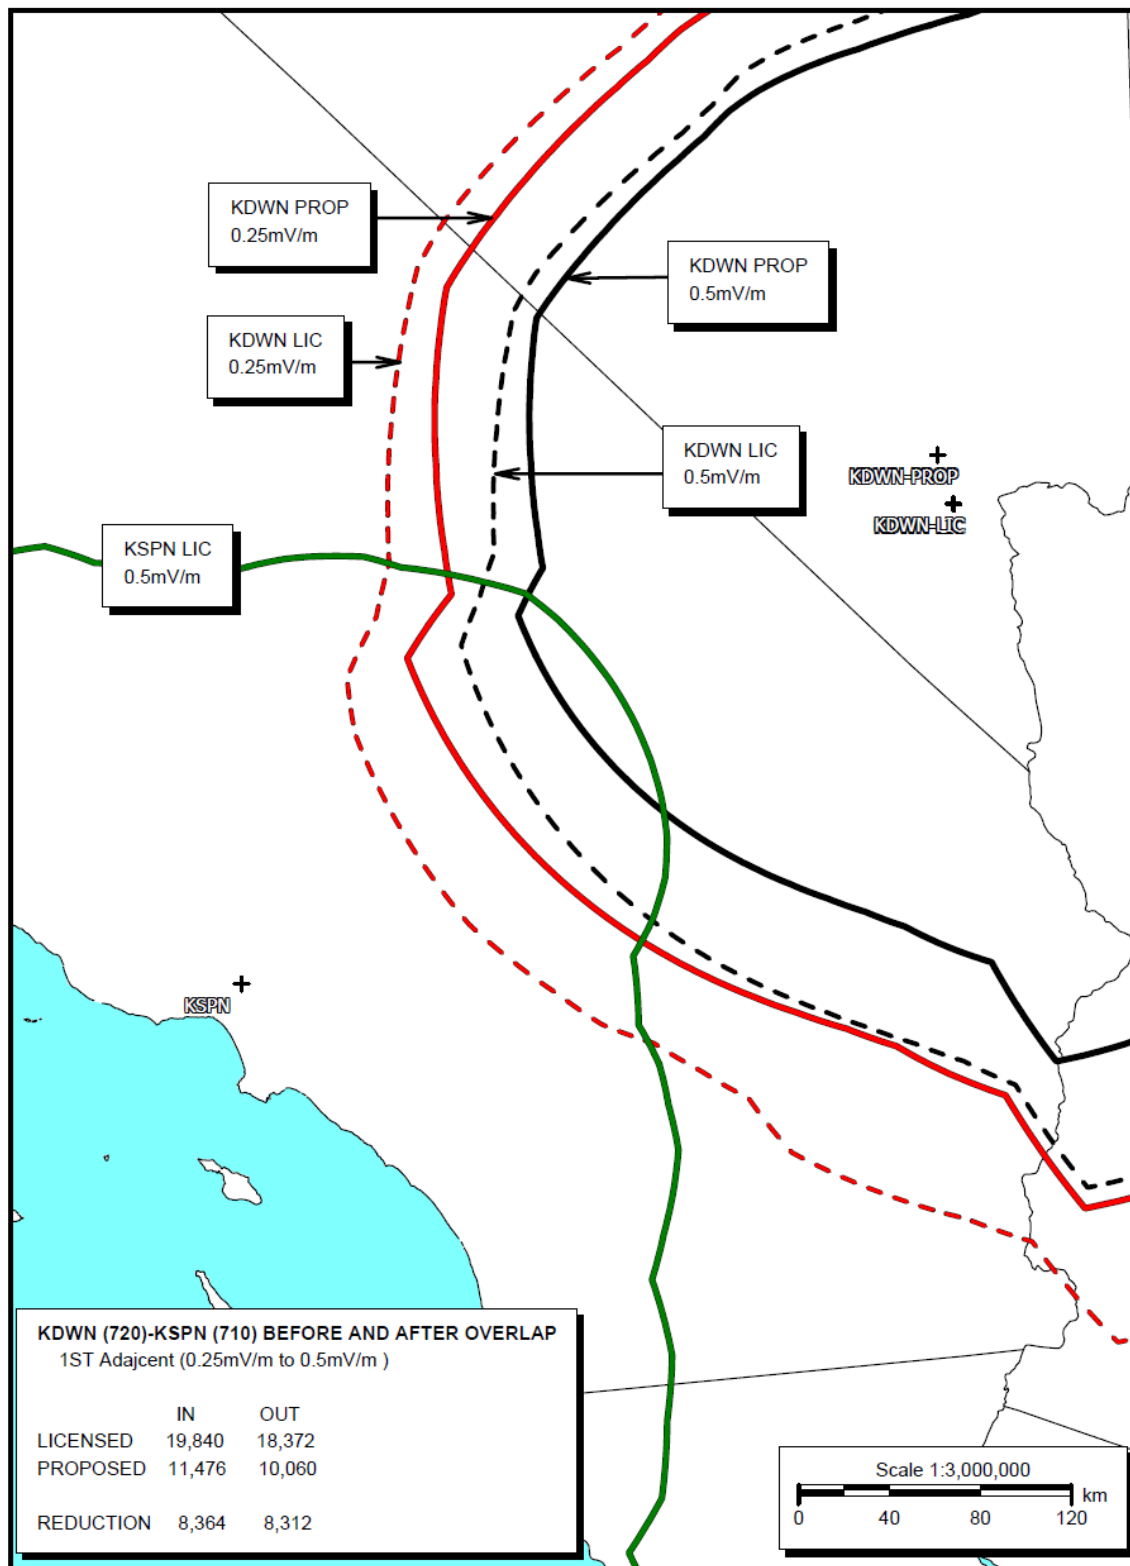 KDWN PROP
0.25mV/m
KDWN PROP
0.5mV/m
KDWN LIC
0.25mV/m
KDWN LIC
0.5mV/m
KDWN-PROP
KDWN-LIC
KSPN LIC
0.5mV/m
KSPN
KDWN (720)-KSPN (710) BEFORE AND AFTER OVERLAP
1ST Adajcent (0.25mV/m to 0.5mV/m )
IN OUT
LICENSED 19,840 18,372
PROPOSED 11,476 10,060
REDUCTION 8,364 8,312
Scale 1:3,000,000
km
0 40 80 120